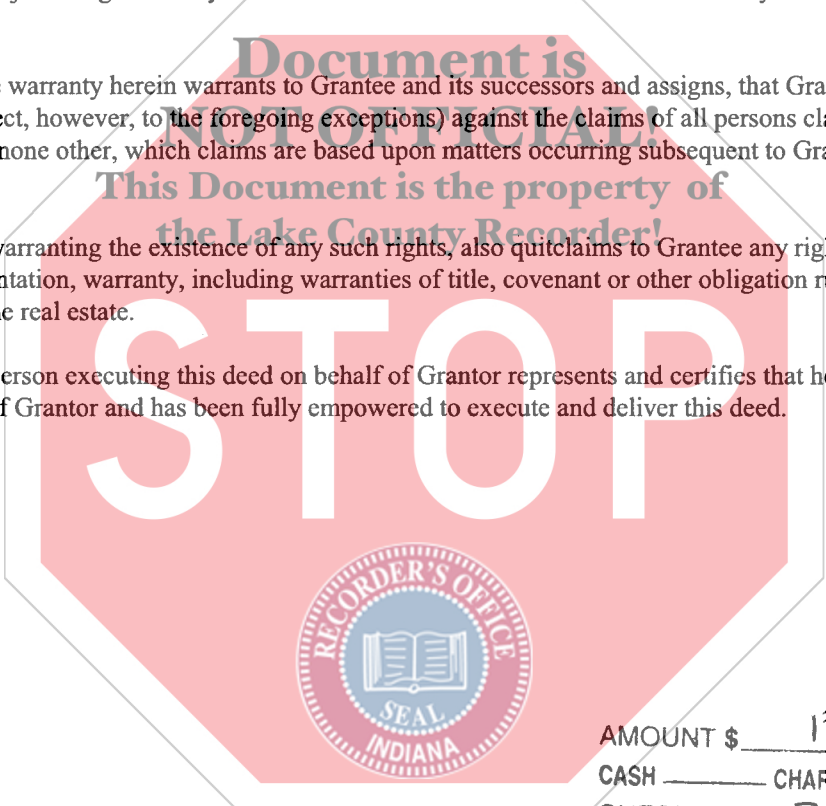 Document is
warranty herein warrants to Grantee and its successors and assigns, that Gra
ct, however, to the foregoing exceptions) against the claims of all persons cla
NOT OFFICIAL!
none other, which claims are based upon matters occurring subsequent to Gra
This Document is the property of
the Lake County Recorder!
varranting the existence of any such rights, also quitclaims to Grantee any rig
ntation, warranty, including warranties of title, covenant or other obligation r
e real estate.
STOP
erson executing this deed on behalf of Grantor represents and certifies that h
f Grantor and has been fully empowered to execute and deliver this deed.
RECORDER'S OFFICE
SEAL
INDIANA
AMOUNT $
CASH CHAR